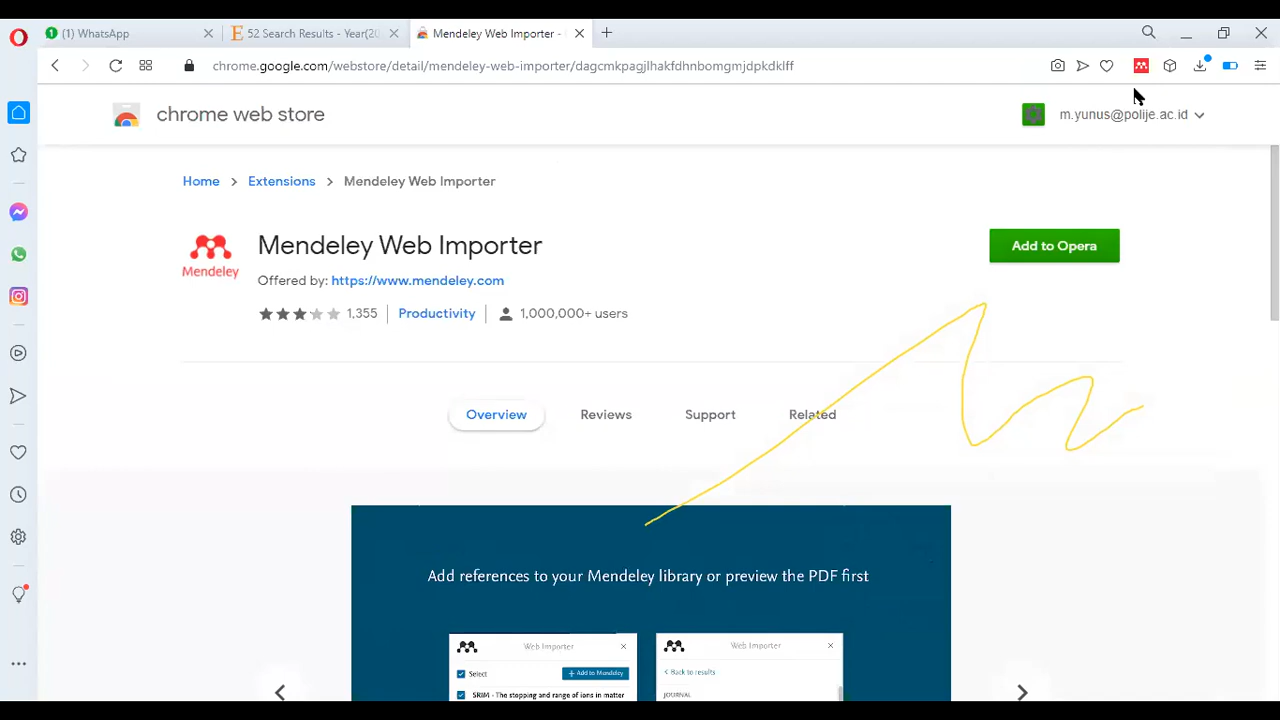 (1) WhatsApp
52 Search Results - Year(20
Mendeley Web Importer -
chrome.google.com/webstore/detail/mendeley-web-importer/dagcmkpagjlhakfdhnbomgmjdpkdklff
chrome web store
m.yunus@polije.ac.id
Home > Extensions > Mendeley Web Importer
Mendeley Web Importer
Add to Opera
Mendeley
Offered by: https://www.mendeley.com
1,355
Productivity
1,000,000+ users
Overview
Reviews
Support
Related
Add references to your Mendeley library or preview the PDF first
Web Importer
Web Importer
Select
+ Add to Mendeley
< Back to results
SRIM - The stopping and range of ions in matter
JOURNAL